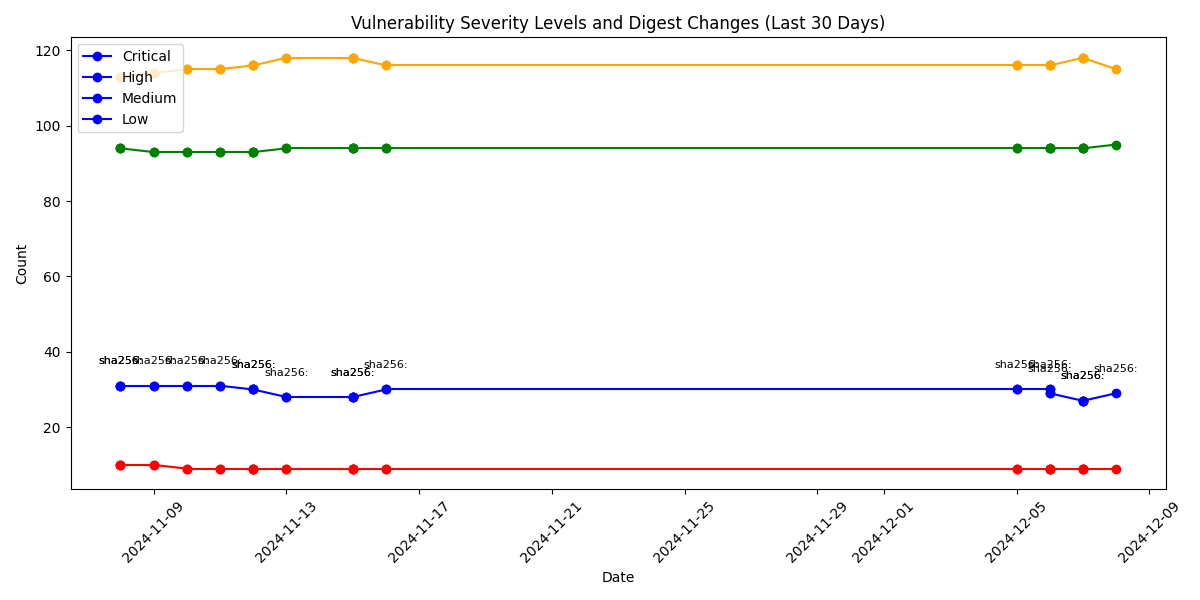 Vulnerability Severity Levels and Digest Changes (Last 30 Days)
Critical
High
Medium
Low
120
100
80
60
40
20
Count
sha256:
sha256:
sha256:
sha256:
sha256:
sha256:
sha256:
sha256:
sha256:
sha256:
sha256:
sha256:
sha256:
2024-11-09
2024-11-13
2024-11-17
2024-11-21
2024-11-25
2024-11-29
2024-12-01
2024-12-05
2024-12-09
Date